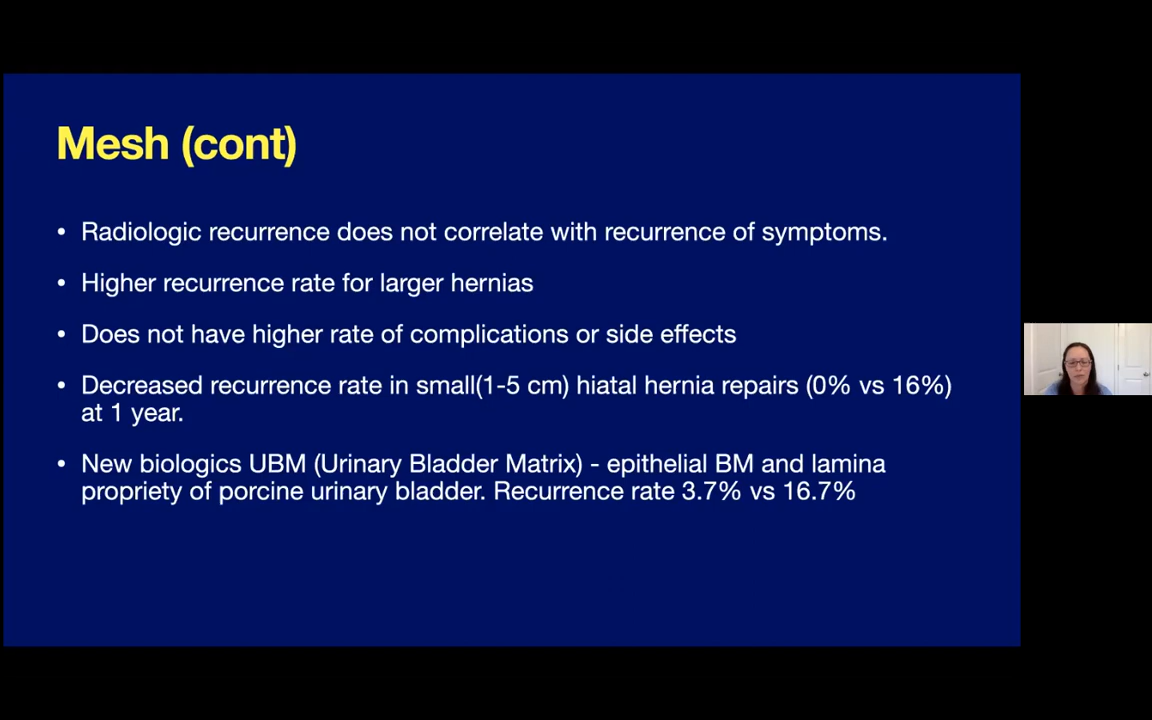 Mesh (cont)
• Radiologic recurrence does not correlate with recurrence of symptoms.
• Higher recurrence rate for larger hernias
• Does not have higher rate of complications or side effects
• Decreased recurrence rate in small(1-5 cm) hiatal hernia repairs (0% vs 16%)
at 1 year.
• New biologics UBM (Urinary Bladder Matrix) - epithelial BM and lamina
propriety of porcine urinary bladder. Recurrence rate 3.7% vs 16.7%